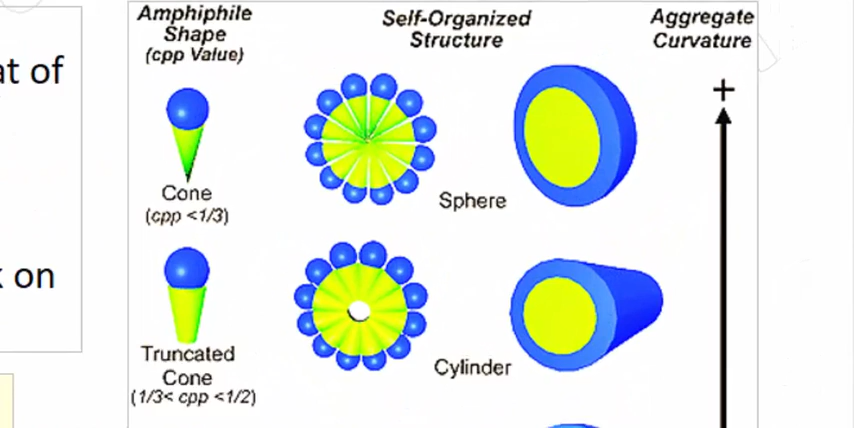 at of
on
Amphiphile
Shape
(cpp Value)
Self-Organized
Structure
Aggregate
Curvature
+
Cone
(cpp <1/3)
Sphere
Truncated
Cone
(1/3< cpp <1/2)
Cylinder